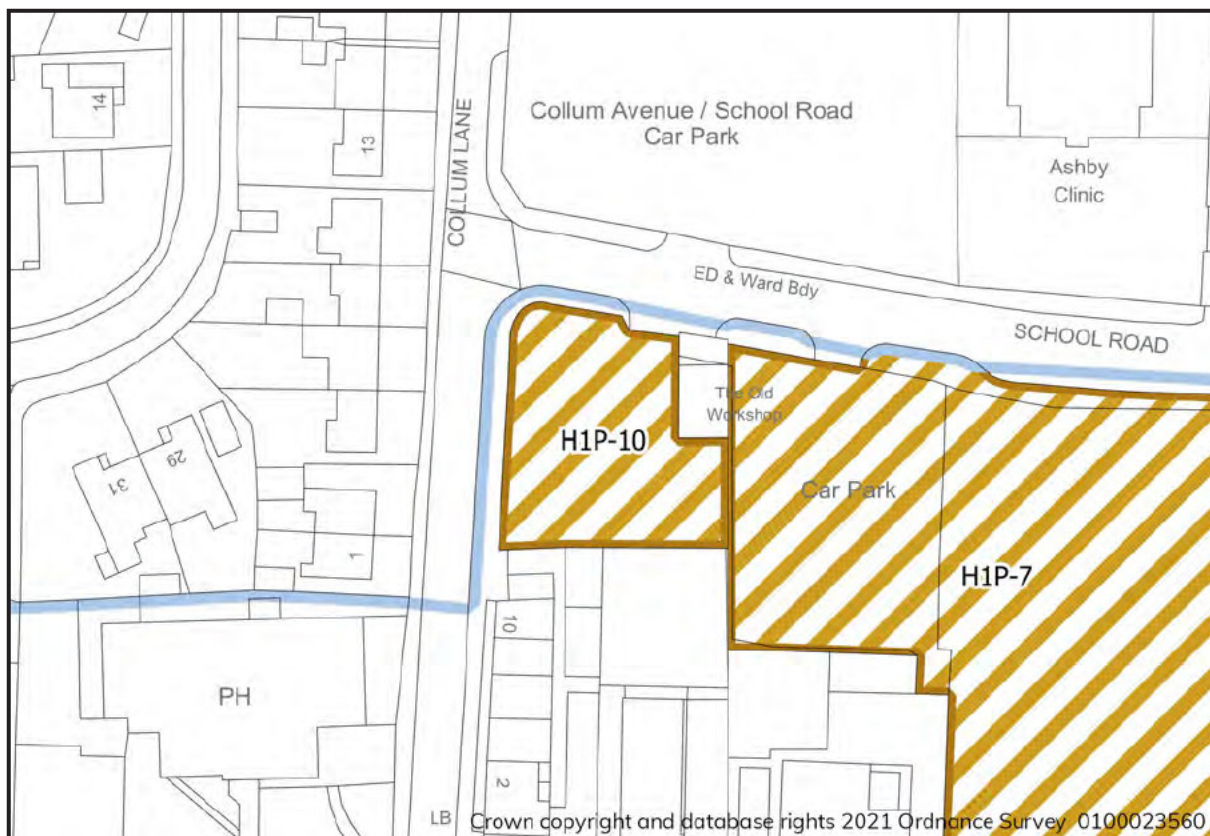 14
13
COLLUM LANE
Collum Avenue / School Road
Car Park
Ashby
Clinic
ED & Ward Bdy
SCHOOL ROAD
The Old
Workshop
H1P-10
29
31
Car Park
1
H1P-7
10
PH
2
LB
Crown copyright and database rights 2021 Ordnance Survey 0100023560